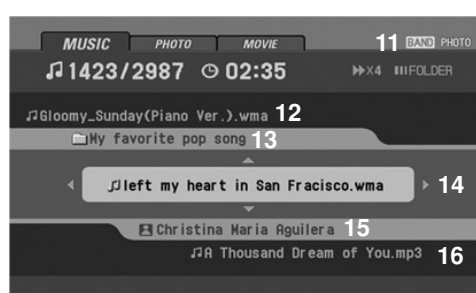 MUSIC PHOTO MOVIE 11 BAND PHOTO
1423/2987 02:35 X4 FOLDER
Gloomy_Sunday(Piano Ver.).wma 12
My favorite pop song 13
left my heart in San Fracisco.wma 14
Christina Maria Aguilera 15
A Thousand Dream of You.mp3 16